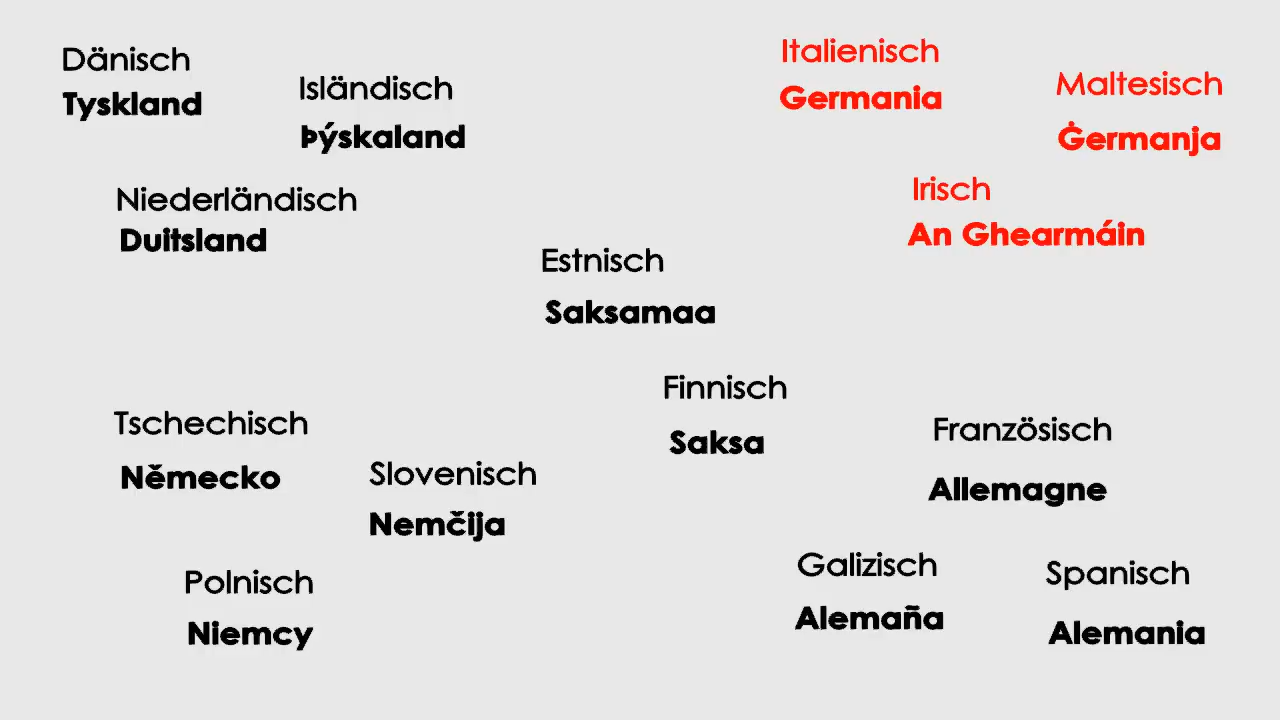 Dänisch
Tyskland
Isländisch
Þýskaland
Niederländisch
Duitsland
Italienisch
Germania
Maltesisch
Ġermanja
Irisch
An Ghearmáin
Estnisch
Saksamaa
Finnisch
Saksa
Tschechisch
Německo
Slovenisch
Nemčija
Polnisch
Niemcy
Französisch
Allemagne
Galizisch
Alemaña
Spanisch
Alemania